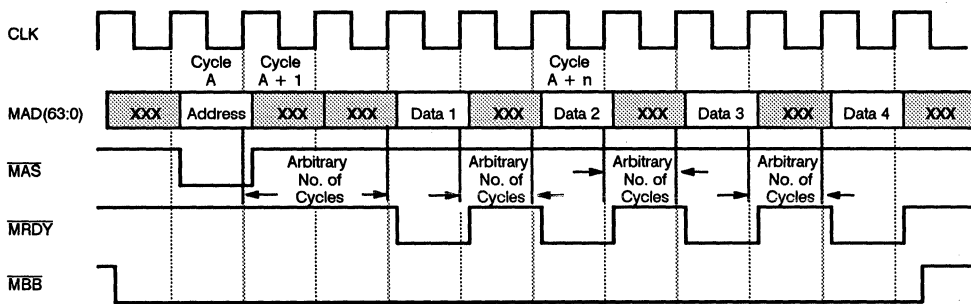 CLK
Cycle A
Cycle A + 1
Cycle A + n
MAD(63:0)
XXX Address XXX XXX Data 1 XXX Data 2 XXX Data 3 XXX Data 4 XXX
MAS
Arbitrary No. of Cycles
Arbitrary No. of Cycles
Arbitrary No. of Cycles
Arbitrary No. of Cycles
MRDY
MBB